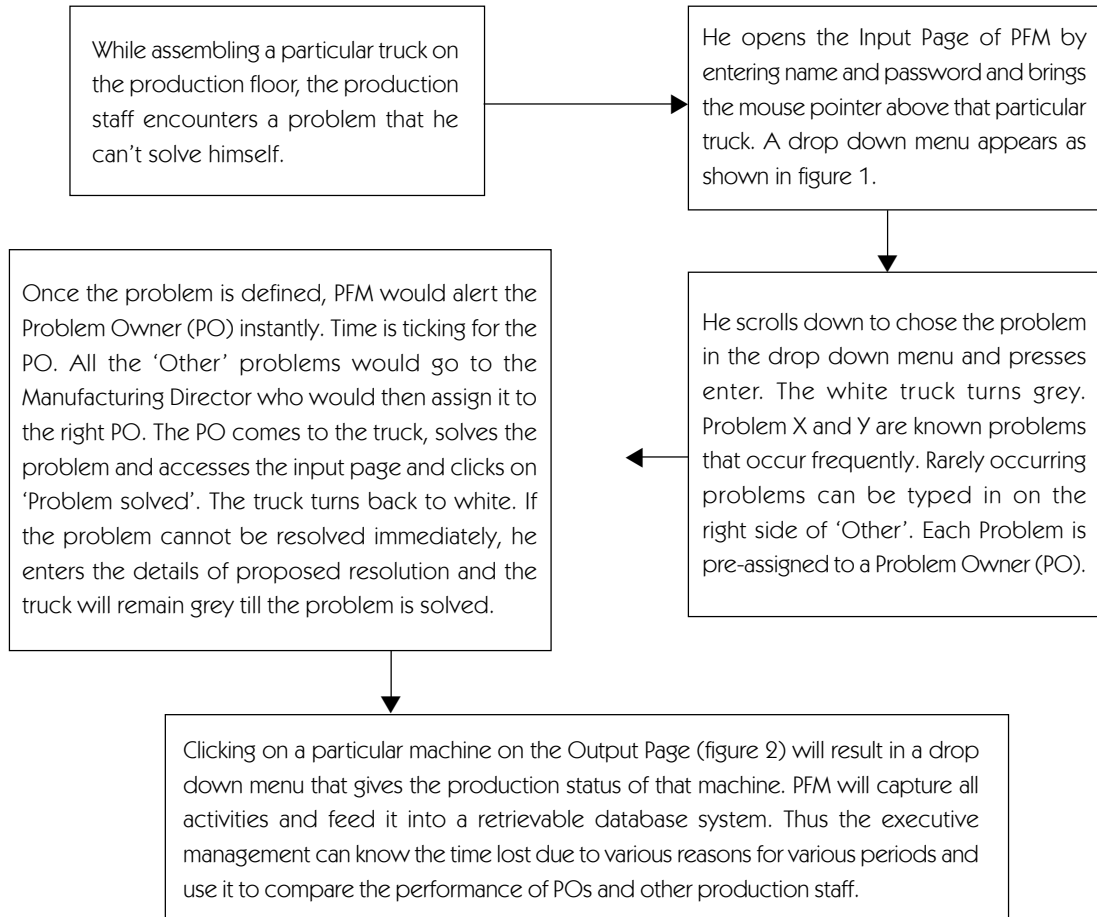 While assembling a particular truck on
the production floor, the production
staff encounters a problem that he
can't solve himself.
He opens the Input Page of PFM by
entering name and password and brings
the mouse pointer above that particular
truck. A drop down menu appears as
shown in figure 1.
He scrolls down to chose the problem
in the drop down menu and presses
enter. The white truck turns grey.
Problem X and Y are known problems
that occur frequently. Rarely occurring
problems can be typed in on the
right side of 'Other'. Each Problem is
pre-assigned to a Problem Owner (PO).
Once the problem is defined, PFM would alert the
Problem Owner (PO) instantly. Time is ticking for the
PO. All the 'Other' problems would go to the
Manufacturing Director who would then assign it to
the right PO. The PO comes to the truck, solves the
problem and accesses the input page and clicks on
'Problem solved'. The truck turns back to white. If
the problem cannot be resolved immediately, he
enters the details of proposed resolution and the
truck will remain grey till the problem is solved.
Clicking on a particular machine on the Output Page (figure 2) will result in a drop
down menu that gives the production status of that machine. PFM will capture all
activities and feed it into a retrievable database system. Thus the executive
management can know the time lost due to various reasons for various periods and
use it to compare the performance of POs and other production staff.